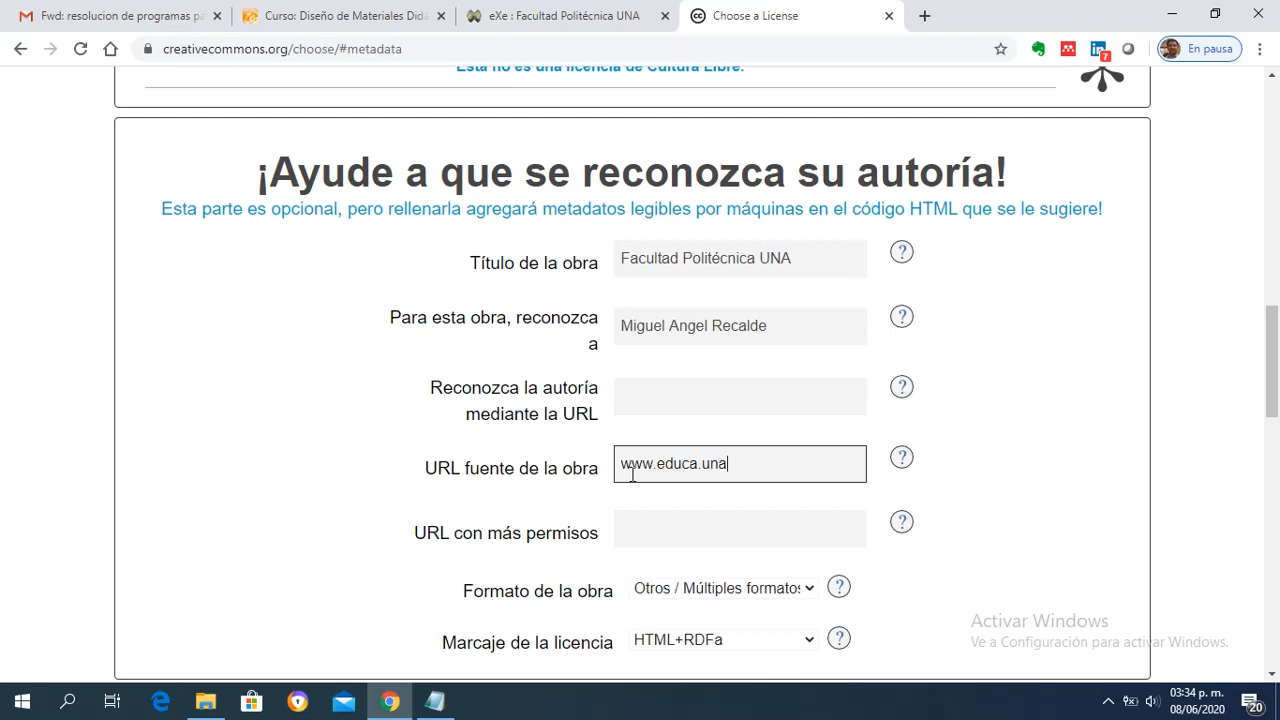 Fwd: resolucion de programas pa
Curso: Diseño de Materiales Didá
eXe : Facultad Politécnica UNA
Choose a License
creativecommons.org/choose/#metadata
7
En pausa
Esta no es una licencia de Cultura Libre.
¡Ayude a que se reconozca su autoría!
Esta parte es opcional, pero rellenarla agregará metadatos legibles por máquinas en el código HTML que se le sugiere!
Título de la obra
Facultad Politécnica UNA
?
Para esta obra, reconozca
a
Miguel Angel Recalde
?
Reconozca la autoría
mediante la URL
?
URL fuente de la obra
www.educa.una
?
URL con más permisos
?
Formato de la obra
Otros / Múltiples formatos
?
Marcaje de la licencia
HTML+RDFa
?
Activar Windows
Ve a Configuración para activar Windows.
03:34 p. m.
08/06/2020
20